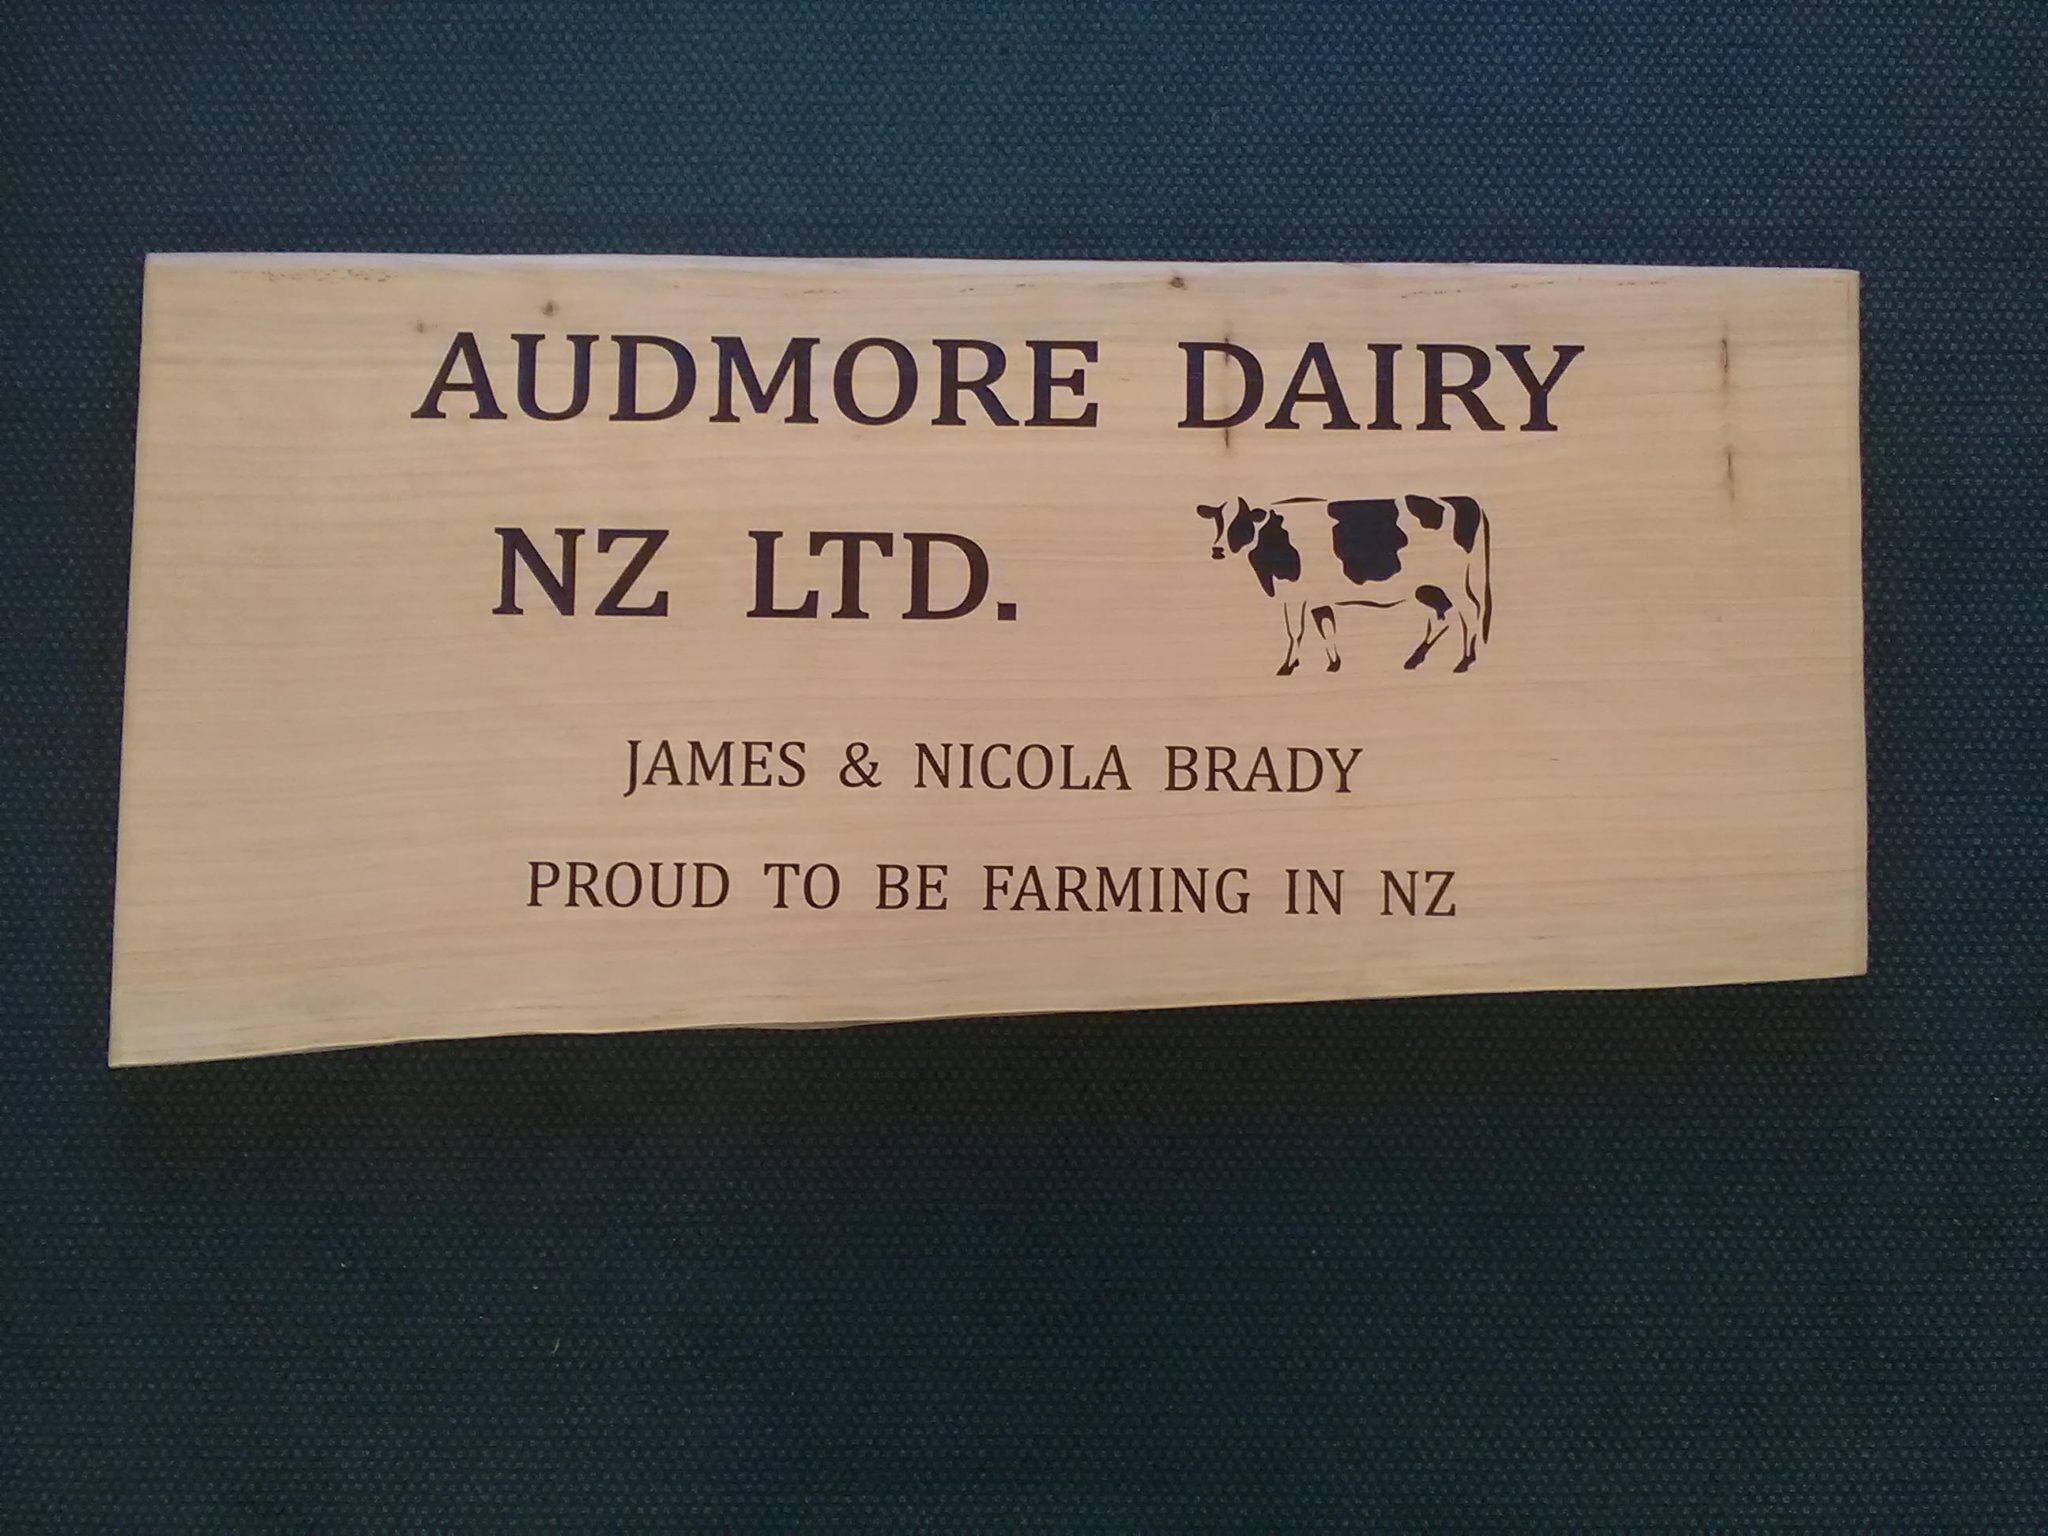 AUDMORE DAIRY
NZ LTD.
JAMES & NICOLA BRADY
PROUD TO BE FARMING IN NZ